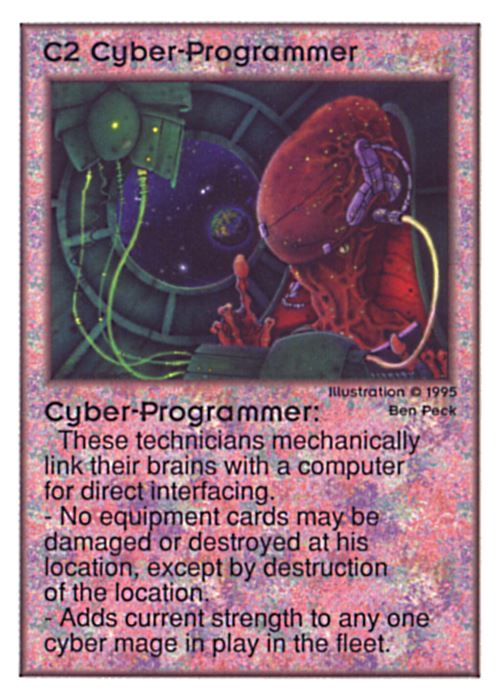 C2 Cyber-Programmer
Illustration © 1995
Ben Peck
Cyber-Programmer:
These technicians mechanically
link their brains with a computer
for direct interfacing.
- No equipment cards may be
damaged or destroyed at his
location, except by destruction
of the location.
- Adds current strength to any one
cyber mage in play in the fleet.